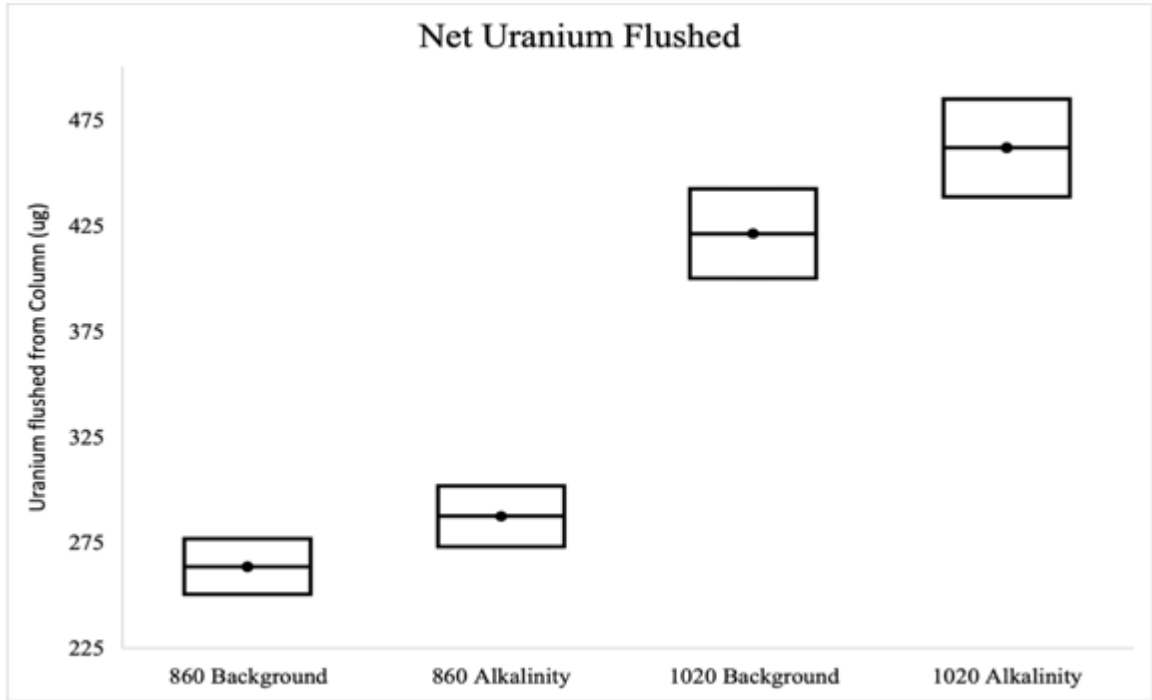 Net Uranium Flushed
Uranium flushed from Column (ug)
475
425
375
325
275
225
860 Background
860 Alkalinity
1020 Background
1020 Alkalinity